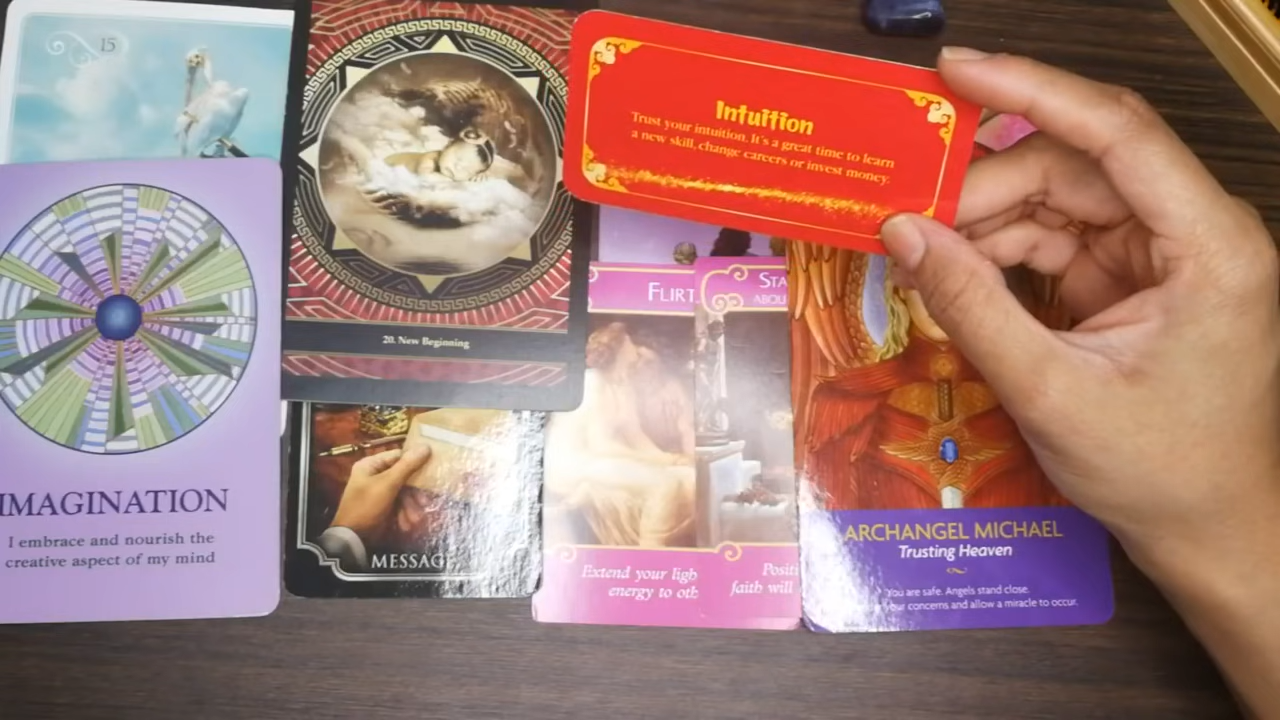 15
Intuition
Trust your intuition. It's a great time to learn
a new skill, change careers or invest money.
20. New Beginning
FLIRT
STA
ABOU
IMAGINATION
I embrace and nourish the
creative aspect of my mind
MESSAGE
Extend your ligh
energy to oth
Positi
faith will
ARCHANGEL MICHAEL
Trusting Heaven
You are safe. Angels stand close.
your concerns and allow a miracle to occur.